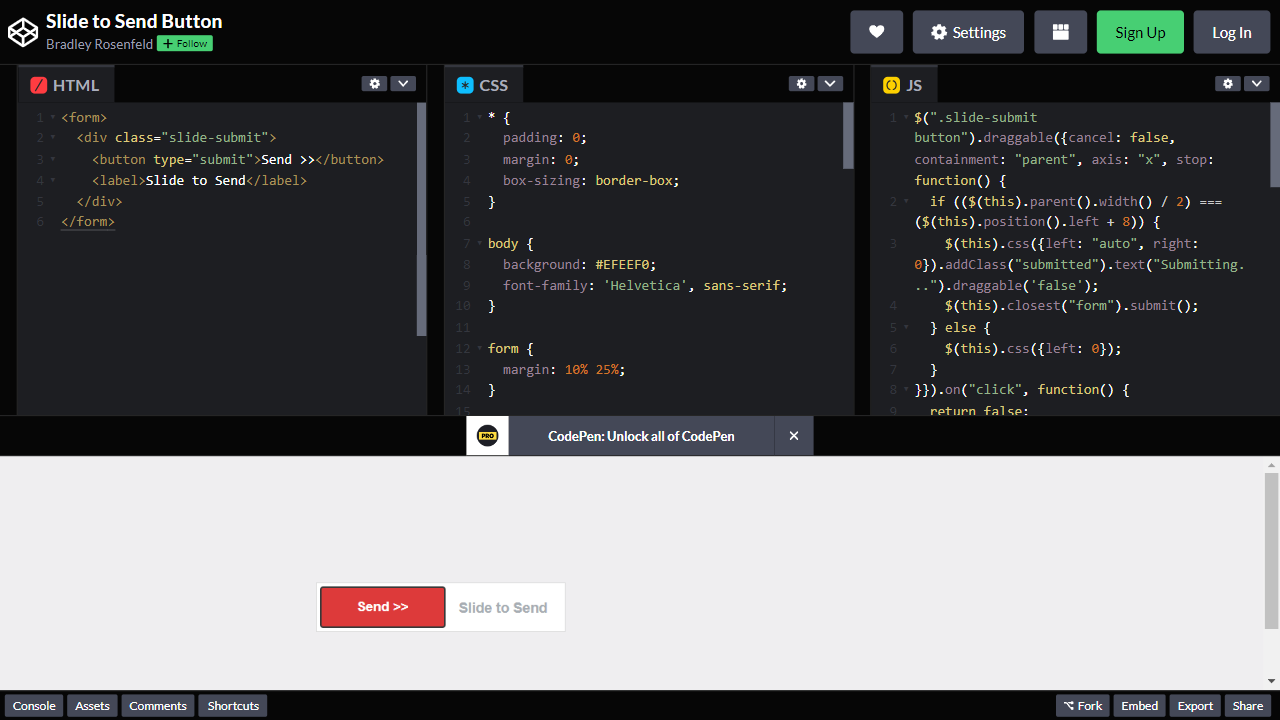 Slide to Send Button
Bradley Rosenfeld
+ Follow
Settings
Sign Up
Log In
HTML
1 <form>
2 <div class="slide-submit">
3 <button type="submit">Send >></button>
4 <label>Slide to Send</label>
5 </div>
6 </form>
CSS
1 * {
2 padding: 0;
3 margin: 0;
4 box-sizing: border-box;
5 }
6
7 body {
8 background: #EFEEF0;
9 font-family: 'Helvetica', sans-serif;
10 }
11
12 form {
13 margin: 10% 25%;
14 }
15
JS
1 $(".slide-submit
button").draggable({cancel: false,
containment: "parent", axis: "x", stop:
function() {
2 if (($(this).parent().width() / 2) ===
($(this).position().left + 8)) {
3 $(this).css({left: "auto", right:
0}).addClass("submitted").text("Submitting.
..").draggable('false');
4 $(this).closest("form").submit();
5 } else {
6 $(this).css({left: 0});
7 }
8 }}).on("click", function() {
9 return false;
PRO
CodePen: Unlock all of CodePen
×
Send >>
Slide to Send
Console
Assets
Comments
Shortcuts
Fork
Embed
Export
Share